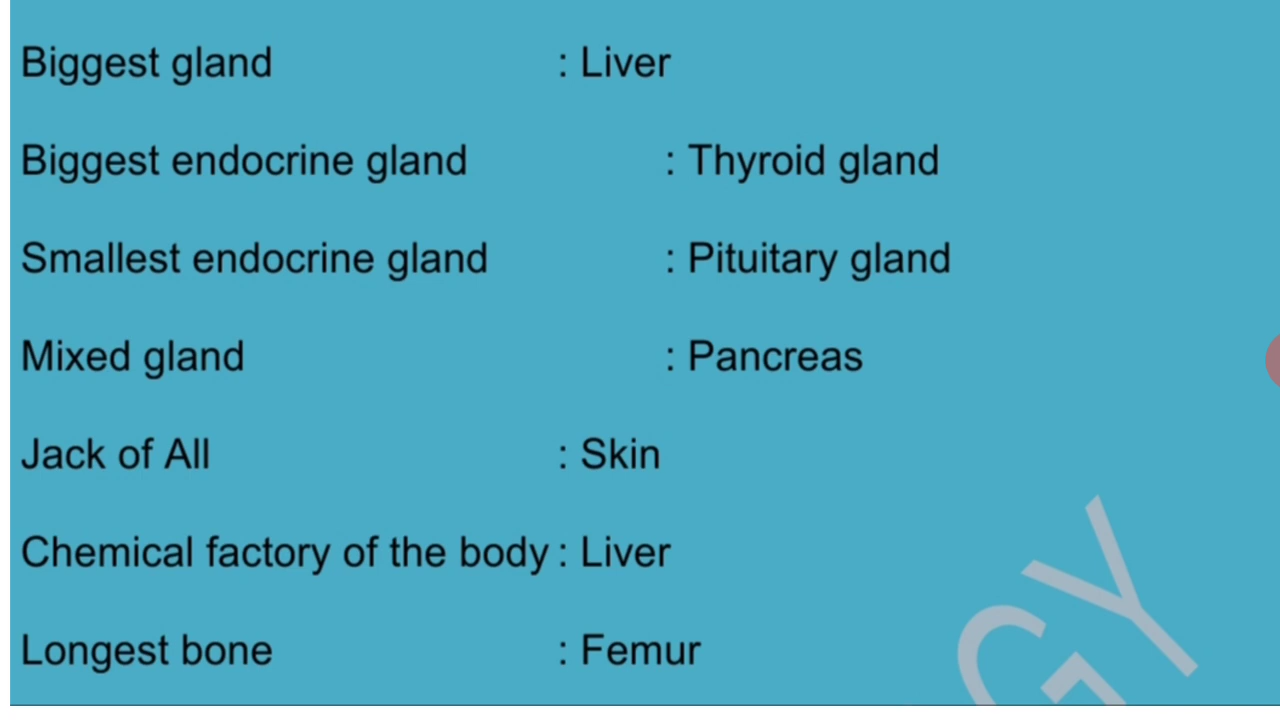 Biggest gland : Liver
Biggest endocrine gland : Thyroid gland
Smallest endocrine gland : Pituitary gland
Mixed gland : Pancreas
Jack of All : Skin
Chemical factory of the body : Liver
Longest bone : Femur
GY